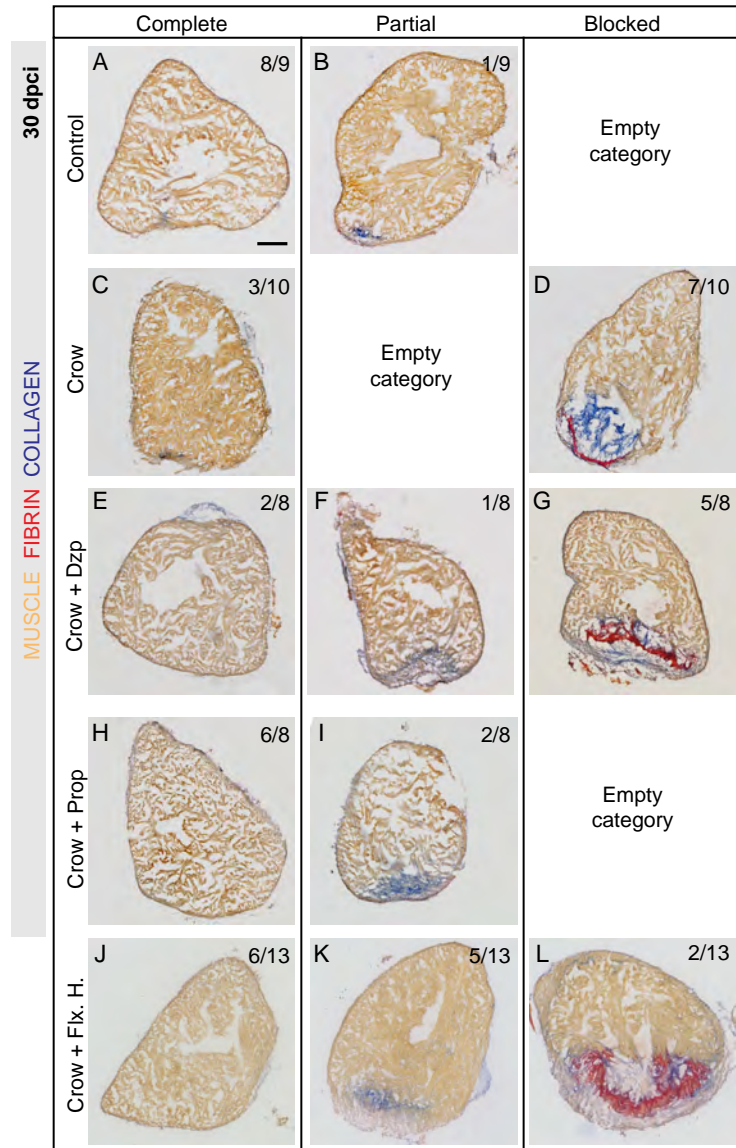 Complete Partial Blocked
30 dpci
MUSCLE FIBRIN COLLAGEN
Control
A 8/9
B 1/9
Empty
category
Crow
C 3/10
Empty
category
D 7/10
Crow + Dzp
E 2/8
F 1/8
G 5/8
Crow + Prop
H 6/8
I 2/8
Empty
category
Crow + Flx. H.
J 6/13
K 5/13
L 2/13